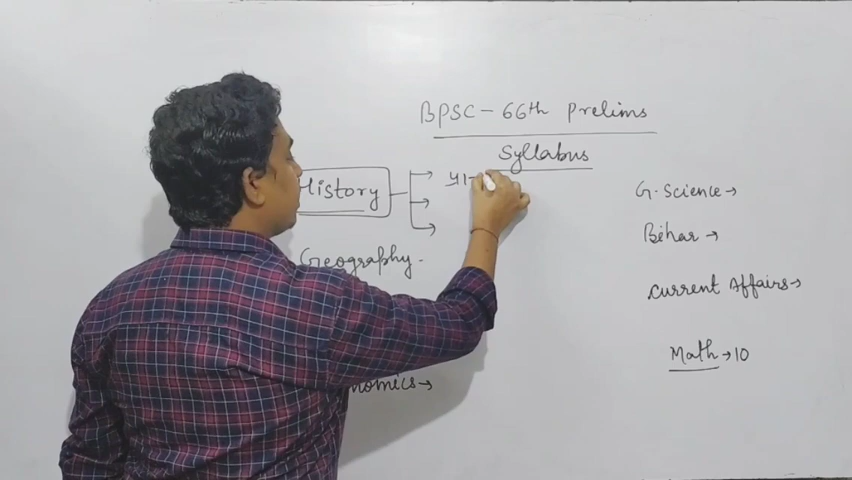 BPSC - 66th Prelims
Syllabus
History
Geography.
G. Science →
Bihar →
Current Affairs →
Math → 10